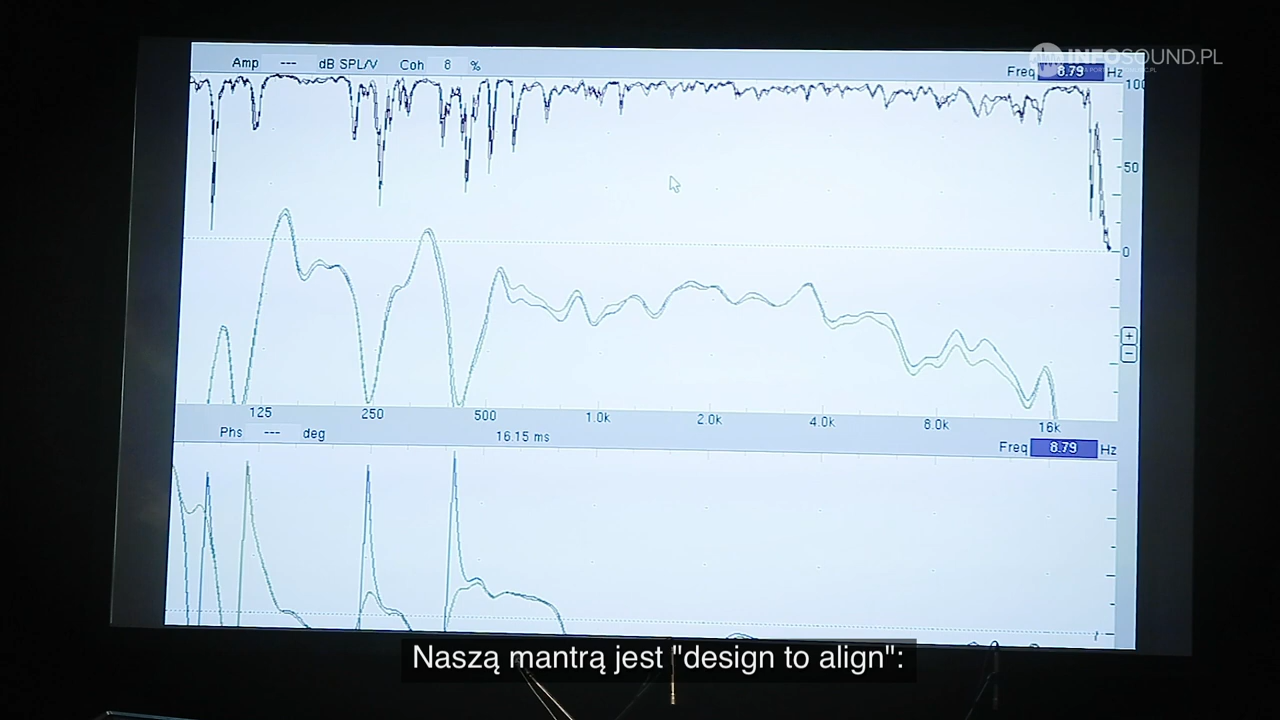 INFOSOUND.PL
Amp --- dB SPL/V Coh 6 %
Freq 8.79 Hz
100
50
0
+
−
125 250 500 1.0k 2.0k 4.0k 8.0k 16k
Phs --- deg
16.15 ms
Freq 8.79 Hz
Naszą mantrą jest "design to align":